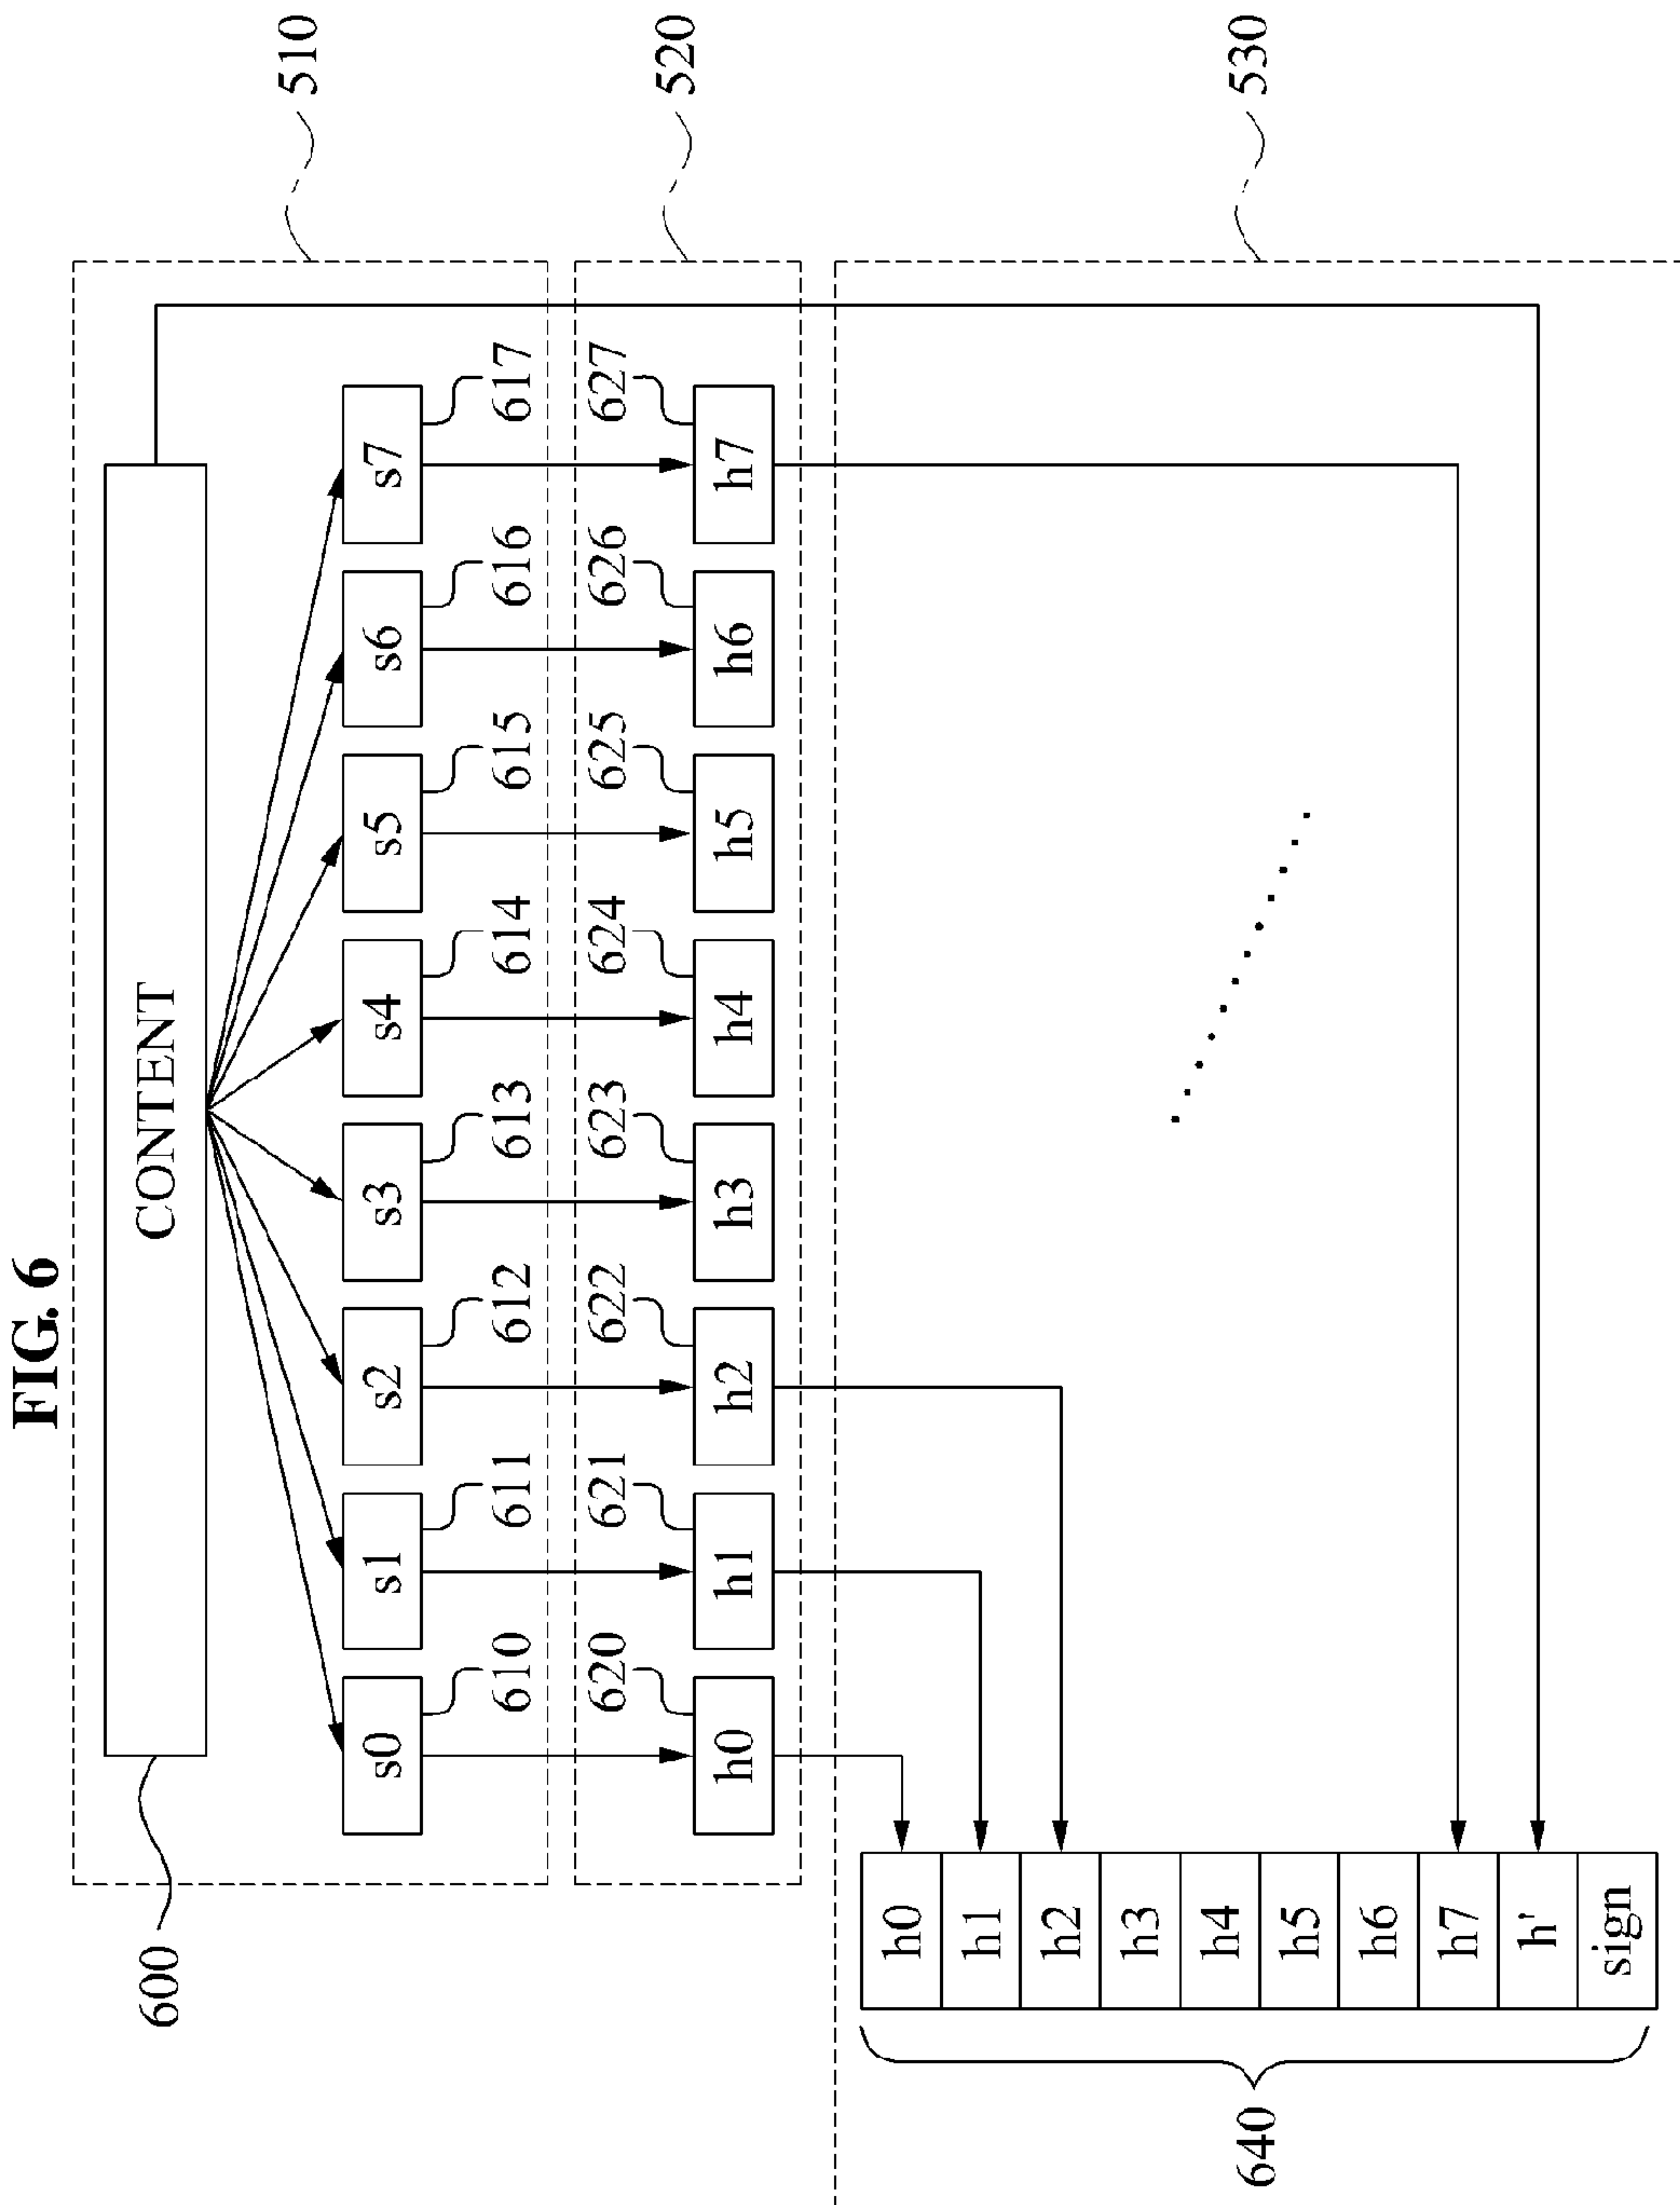 FIG. 6
600
CONTENT
510
s0 s1 s2 s3 s4 s5 s6 s7
610 611 612 613 614 615 616 617
520
620 621 622 623 624 625 626 627
h0 h1 h2 h3 h4 h5 h6 h7
530
640
h0
h1
h2
h3
h4
h5
h6
h7
h'
sign